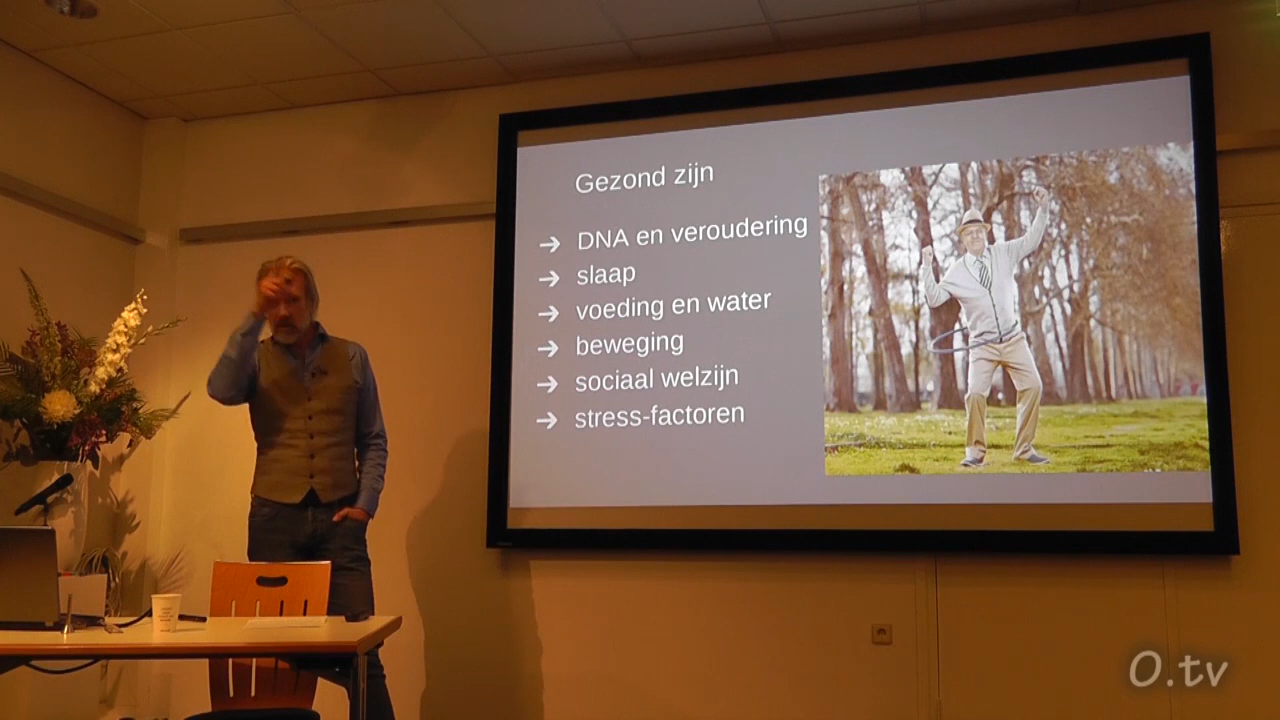 Gezond zijn
→ DNA en veroudering
→ slaap
→ voeding en water
→ beweging
→ sociaal welzijn
→ stress-factoren
O.tv